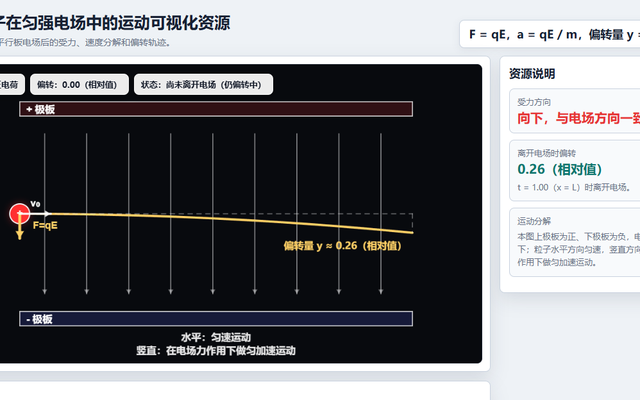 子在匀强电场中的运动可视化资源
平行板电场后的受力、速度分解和偏转轨迹。
F = qE，a = qE / m，偏转量 y =
电荷
偏转：0.00（相对值）
状态：尚未离开电场（仍偏转中）
+ 极板
v₀
F=qE
偏转量 y ≈ 0.26（相对值）
- 极板
水平：匀速运动
竖直：在电场力作用下做匀加速运动
资源说明
受力方向
向下，与电场方向一致
离开电场时偏转
0.26（相对值）
t = 1.00（x = L）时离开电场。
运动分解
本图上极板为正、下极板为负，电
下；粒子水平方向匀速，竖直方向
作用下做匀加速运动。